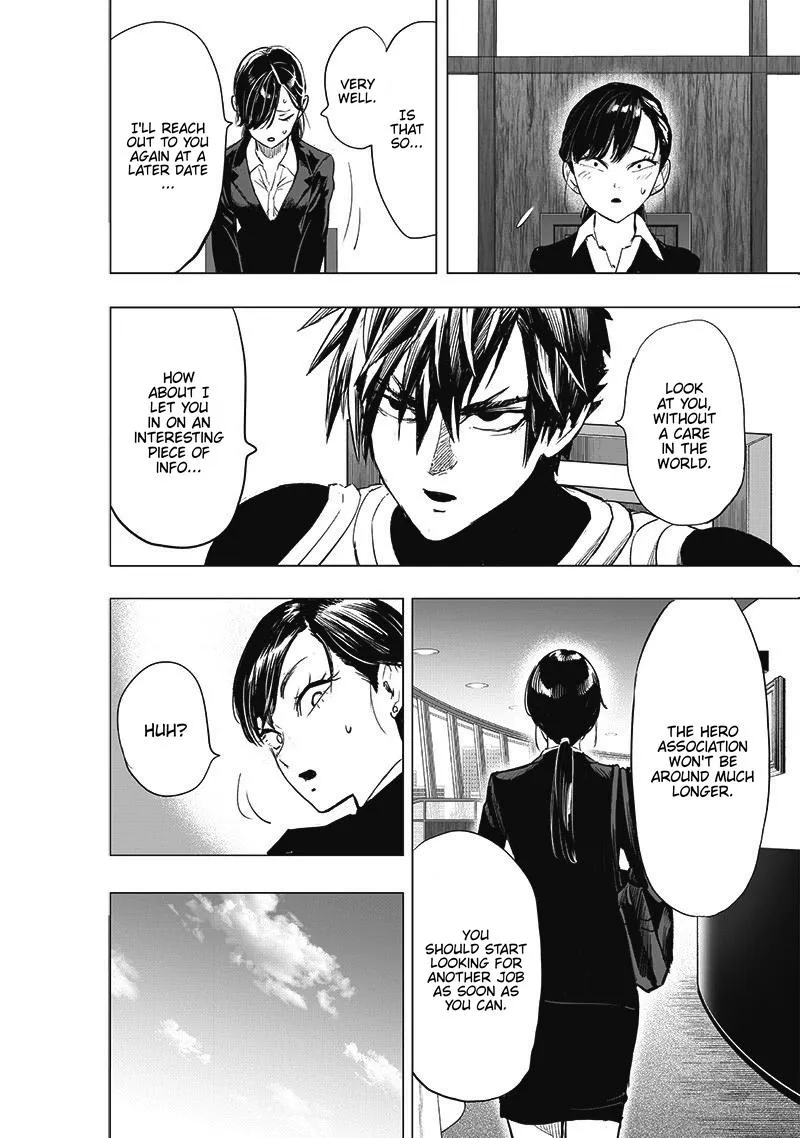 IS
THAT
SO...
VERY
WELL.
I'LL REACH
OUT TO YOU
AGAIN AT A
LATER DATE
...
LOOK
AT YOU,
WITHOUT
A CARE
IN THE
WORLD.
HOW
ABOUT I
LET YOU
IN ON AN
INTERESTING
PIECE OF
INFO...
THE HERO
ASSOCIATION
WON'T BE
AROUND MUCH
LONGER.
YOU
SHOULD START
LOOKING FOR
ANOTHER JOB
AS SOON AS
YOU CAN.
HUH?